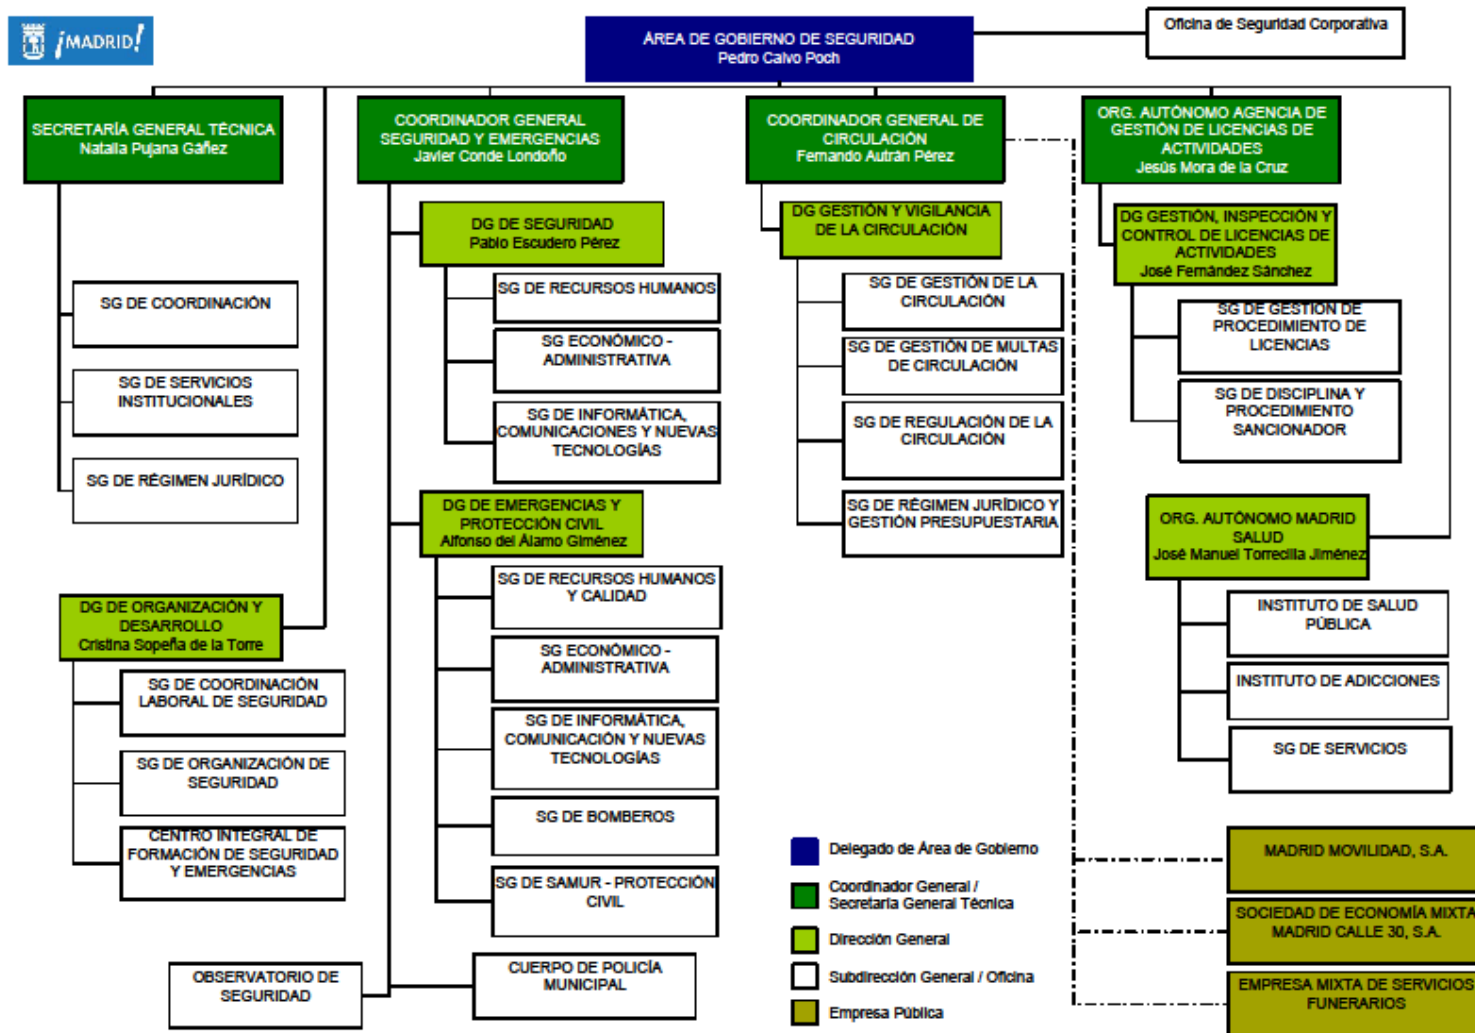 ¡MADRID!
ÁREA DE GOBIERNO DE SEGURIDAD
Pedro Calvo Poch
Oficina de Seguridad Corporativa
SECRETARÍA GENERAL TÉCNICA
Natalia Pujana Gáñez
COORDINADOR GENERAL
SEGURIDAD Y EMERGENCIAS
Javier Conde Londoño
COORDINADOR GENERAL DE
CIRCULACIÓN
Fernando Autrán Pérez
ORG. AUTÓNOMO AGENCIA DE
GESTIÓN DE LICENCIAS DE
ACTIVIDADES
Jesús Mora de la Cruz
SG DE COORDINACIÓN
SG DE SERVICIOS
INSTITUCIONALES
SG DE RÉGIMEN JURÍDICO
DG DE ORGANIZACIÓN Y
DESARROLLO
Cristina Sopeña de la Torre
SG DE COORDINACIÓN
LABORAL DE SEGURIDAD
SG DE ORGANIZACIÓN DE
SEGURIDAD
CENTRO INTEGRAL DE
FORMACIÓN DE SEGURIDAD
Y EMERGENCIAS
DG DE SEGURIDAD
Pablo Escudero Pérez
SG DE RECURSOS HUMANOS
SG ECONÓMICO -
ADMINISTRATIVA
SG DE INFORMÁTICA,
COMUNICACIONES Y NUEVAS
TECNOLOGÍAS
DG DE EMERGENCIAS Y
PROTECCIÓN CIVIL
Alfonso del Álamo Giménez
SG DE RECURSOS HUMANOS
Y CALIDAD
SG ECONÓMICO -
ADMINISTRATIVA
SG DE INFORMÁTICA,
COMUNICACIÓN Y NUEVAS
TECNOLOGÍAS
SG DE BOMBEROS
SG DE SAMUR - PROTECCIÓN
CIVIL
OBSERVATORIO DE
SEGURIDAD
CUERPO DE POLICÍA
MUNICIPAL
DG GESTIÓN Y VIGILANCIA
DE LA CIRCULACIÓN
SG DE GESTIÓN DE LA
CIRCULACIÓN
SG DE GESTIÓN DE MULTAS
DE CIRCULACIÓN
SG DE REGULACIÓN DE LA
CIRCULACIÓN
SG DE RÉGIMEN JURÍDICO Y
GESTIÓN PRESUPUESTARIA
DG GESTIÓN, INSPECCIÓN Y
CONTROL DE LICENCIAS DE
ACTIVIDADES
José Fernández Sánchez
SG DE GESTIÓN DE
PROCEDIMIENTO DE
LICENCIAS
SG DE DISCIPLINA Y
PROCEDIMIENTO
SANCIONADOR
ORG. AUTÓNOMO MADRID
SALUD
José Manuel Torrecilla Jiménez
INSTITUTO DE SALUD
PÚBLICA
INSTITUTO DE ADICCIONES
SG DE SERVICIOS
MADRID MOVILIDAD, S.A.
SOCIEDAD DE ECONOMÍA MIXTA
MADRID CALLE 30, S.A.
EMPRESA MIXTA DE SERVICIOS
FUNERARIOS
Delegado de Área de Gobierno
Coordinador General /
Secretaria General Técnica
Dirección General
Subdirección General / Oficina
Empresa Pública